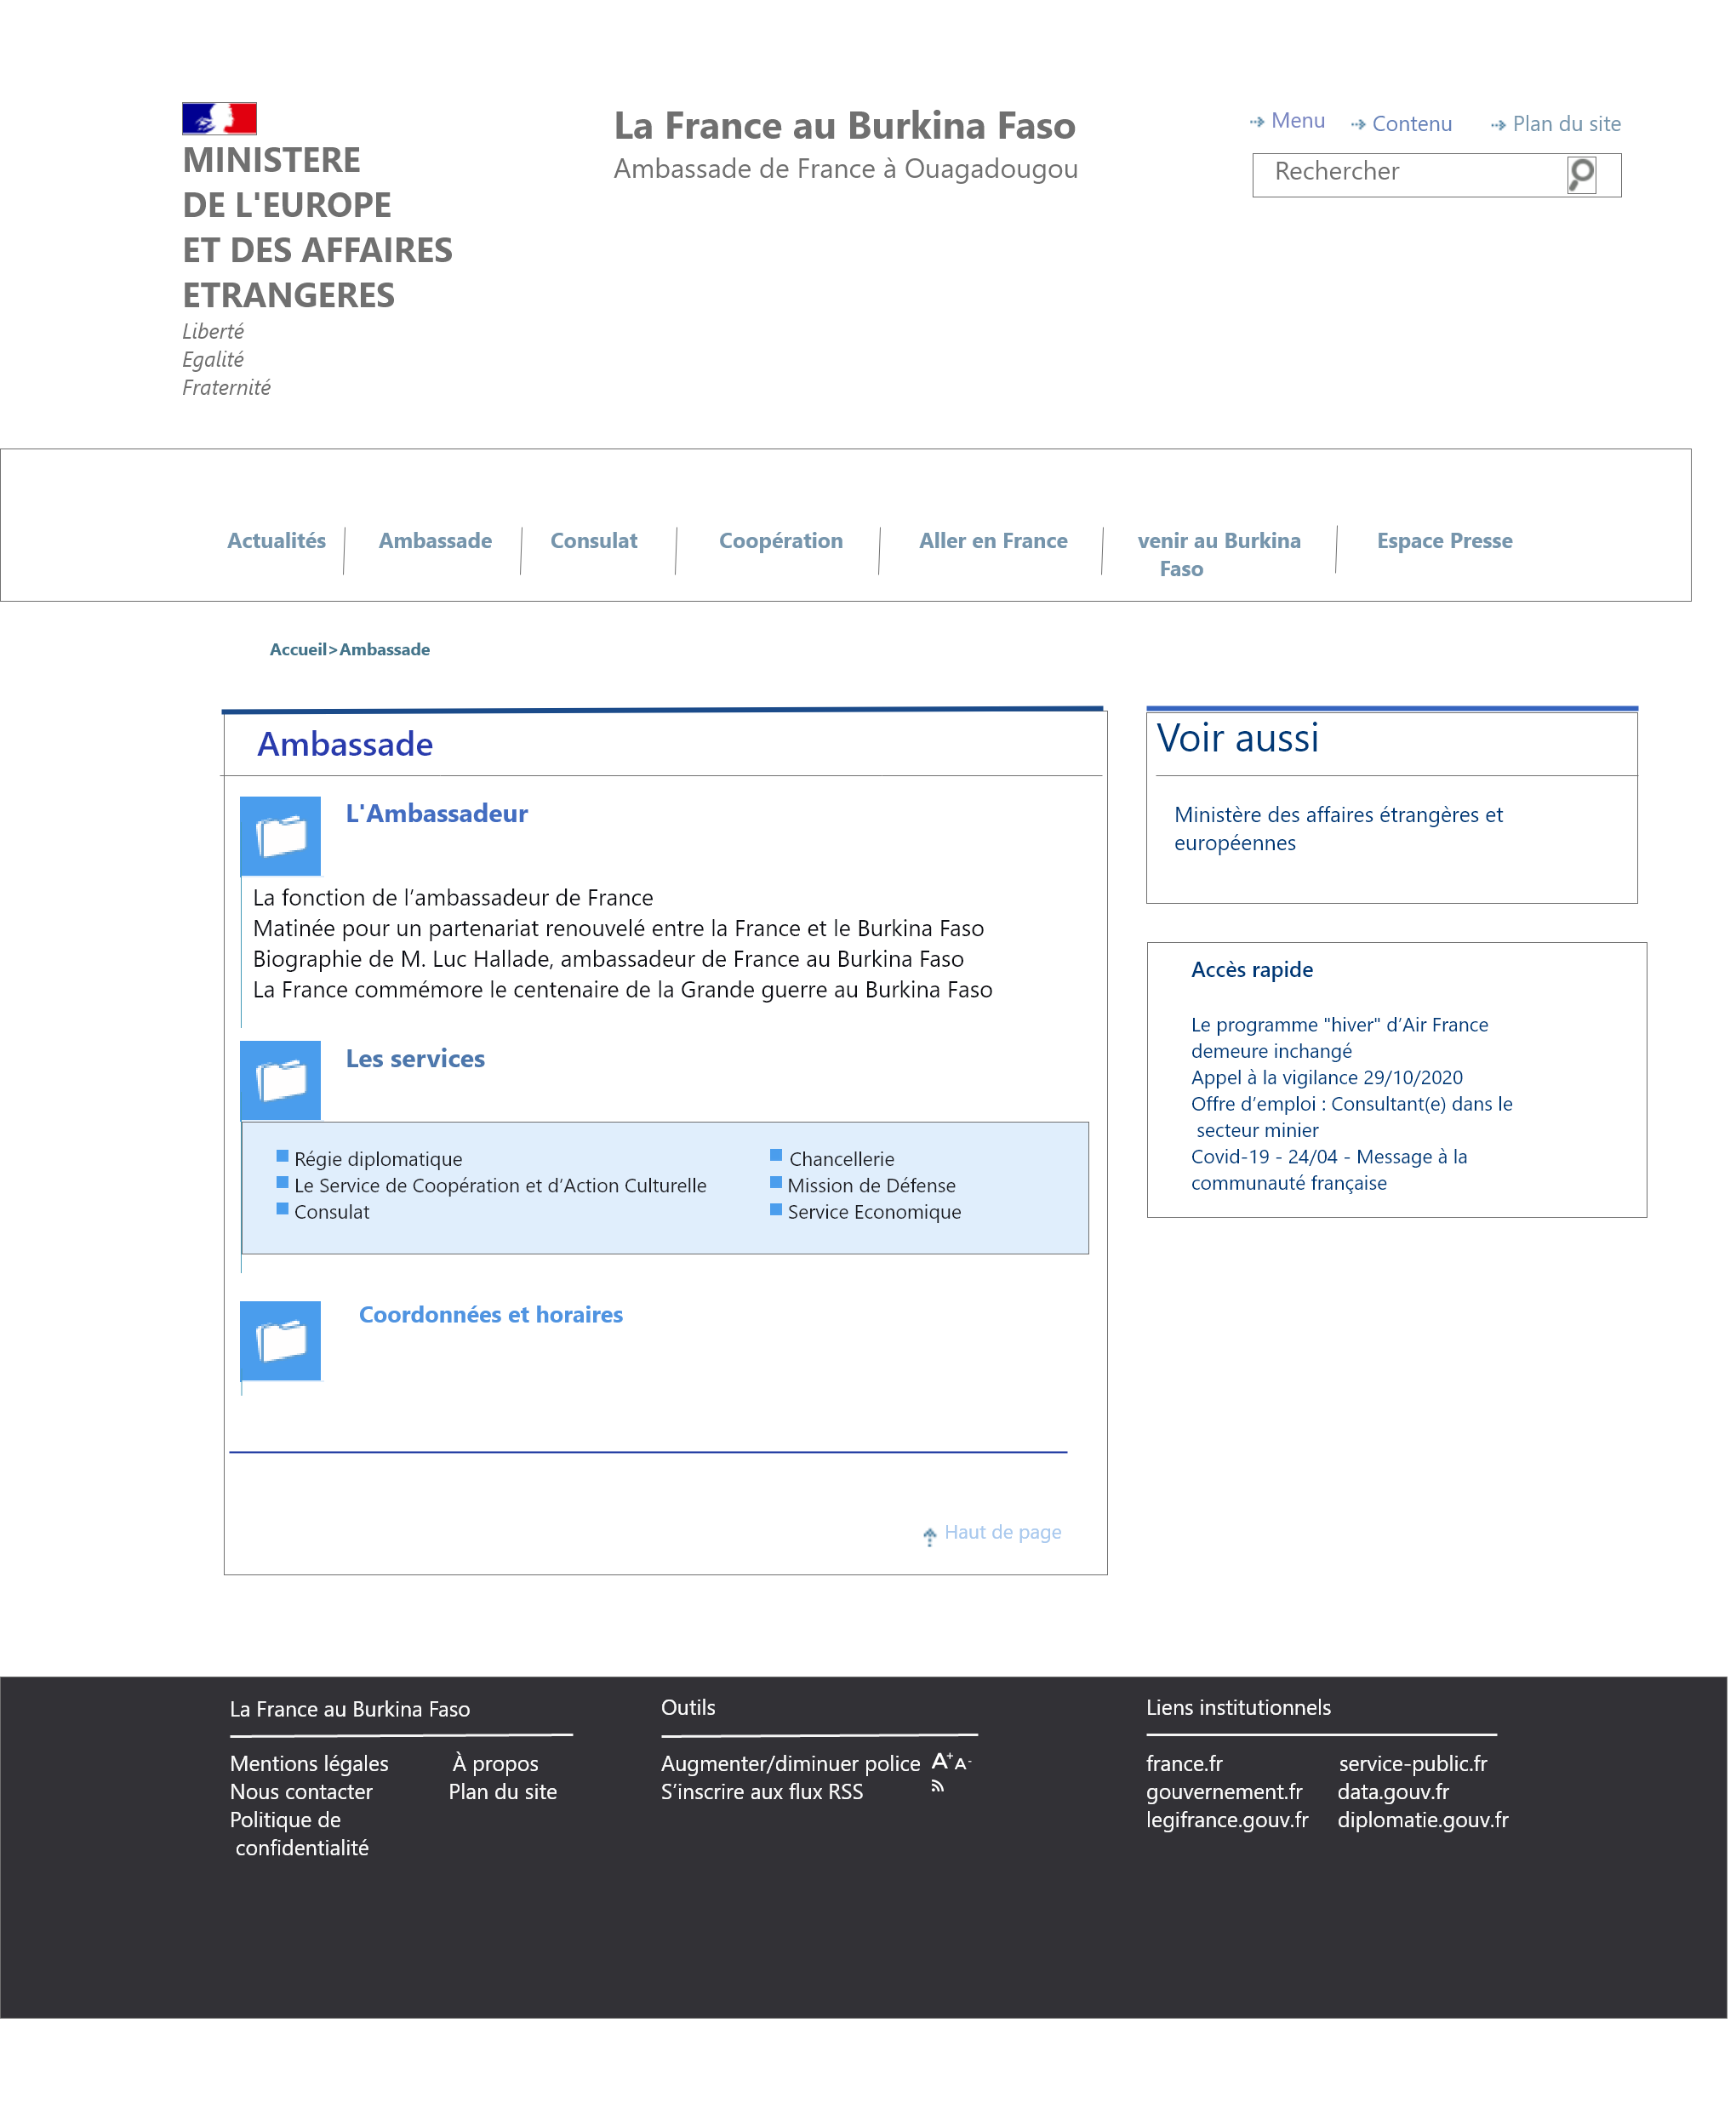 MINISTERE
DE L'EUROPE
ET DES AFFAIRES
ETRANGERES
Liberté
Egalité
Fraternité
La France au Burkina Faso
Ambassade de France à Ouagadougou
Menu Contenu Plan du site
Rechercher
Actualités Ambassade Consulat Coopération Aller en France venir au Burkina Espace Presse
Faso
Accueil>Ambassade
Ambassade
L'Ambassadeur
La fonction de l’ambassadeur de France
Matinée pour un partenariat renouvelé entre la France et le Burkina Faso
Biographie de M. Luc Hallade, ambassadeur de France au Burkina Faso
La France commémore le centenaire de la Grande guerre au Burkina Faso
Les services
Régie diplomatique Chancellerie
Le Service de Coopération et d’Action Culturelle Mission de Défense
Consulat Service Economique
Coordonnées et horaires
Haut de page
Voir aussi
Ministère des affaires étrangères et
européennes
Accès rapide
Le programme "hiver" d’Air France
demeure inchangé
Appel à la vigilance 29/10/2020
Offre d’emploi : Consultant(e) dans le
secteur minier
Covid-19 - 24/04 - Message à la
communauté française
La France au Burkina Faso
Mentions légales À propos
Nous contacter Plan du site
Politique de
confidentialité
Outils
Augmenter/diminuer police A+ A-
S’inscrire aux flux RSS
Liens institutionnels
france.fr service-public.fr
gouvernement.fr data.gouv.fr
legifrance.gouv.fr diplomatie.gouv.fr